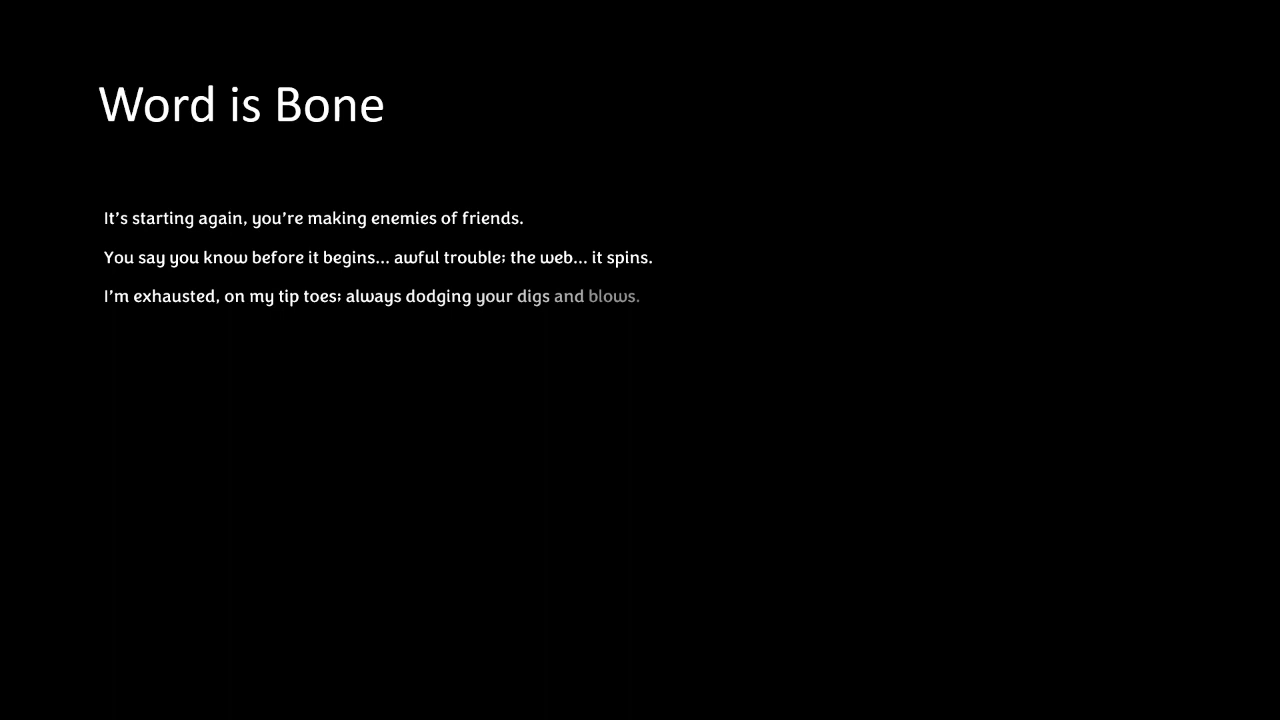 Word is Bone
It’s starting again, you’re making enemies of friends.
You say you know before it begins... awful trouble; the web... it spins.
I’m exhausted, on my tip toes; always dodging your digs and blows.